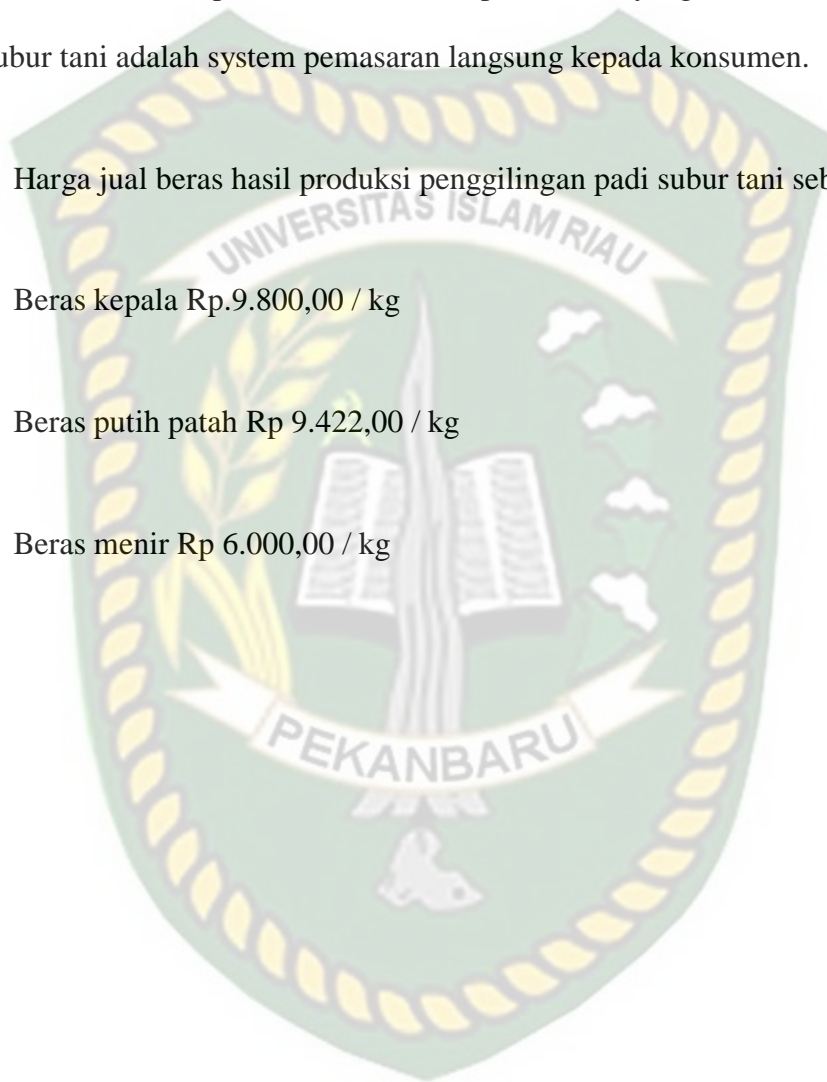 ubur tani adalah system pemasaran langsung kepada konsumen.
Harga jual beras hasil produksi penggilingan padi subur tani
UNIVERSITAS ISLAM RIAU
Beras kepala Rp.9.800,00 / kg
Beras putih patah Rp 9.422,00 / kg
Beras menir Rp 6.000,00 / kg
PEKANBARU